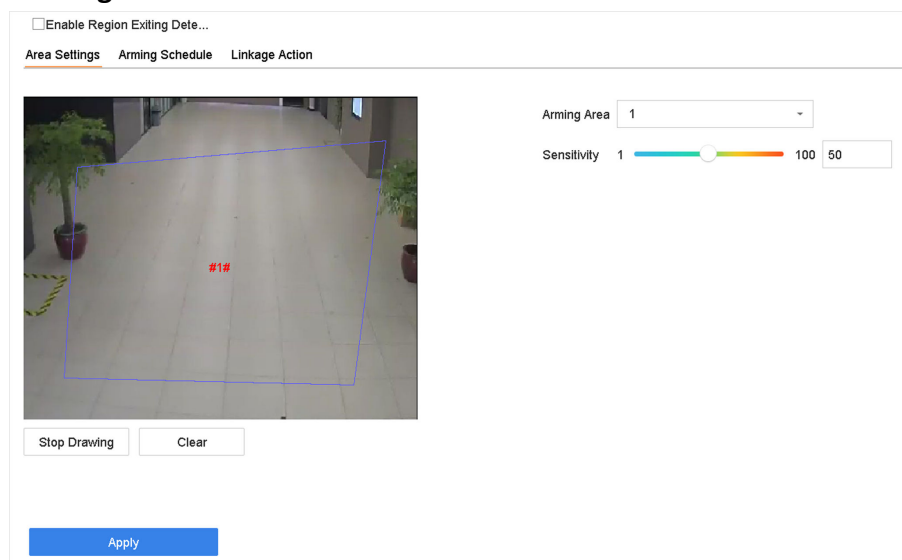 Enable Region Exiting Dete...
Area Settings Arming Schedule Linkage Action
Arming Area 1
Sensitivity 1 100 50
#1#
Stop Drawing Clear
Apply